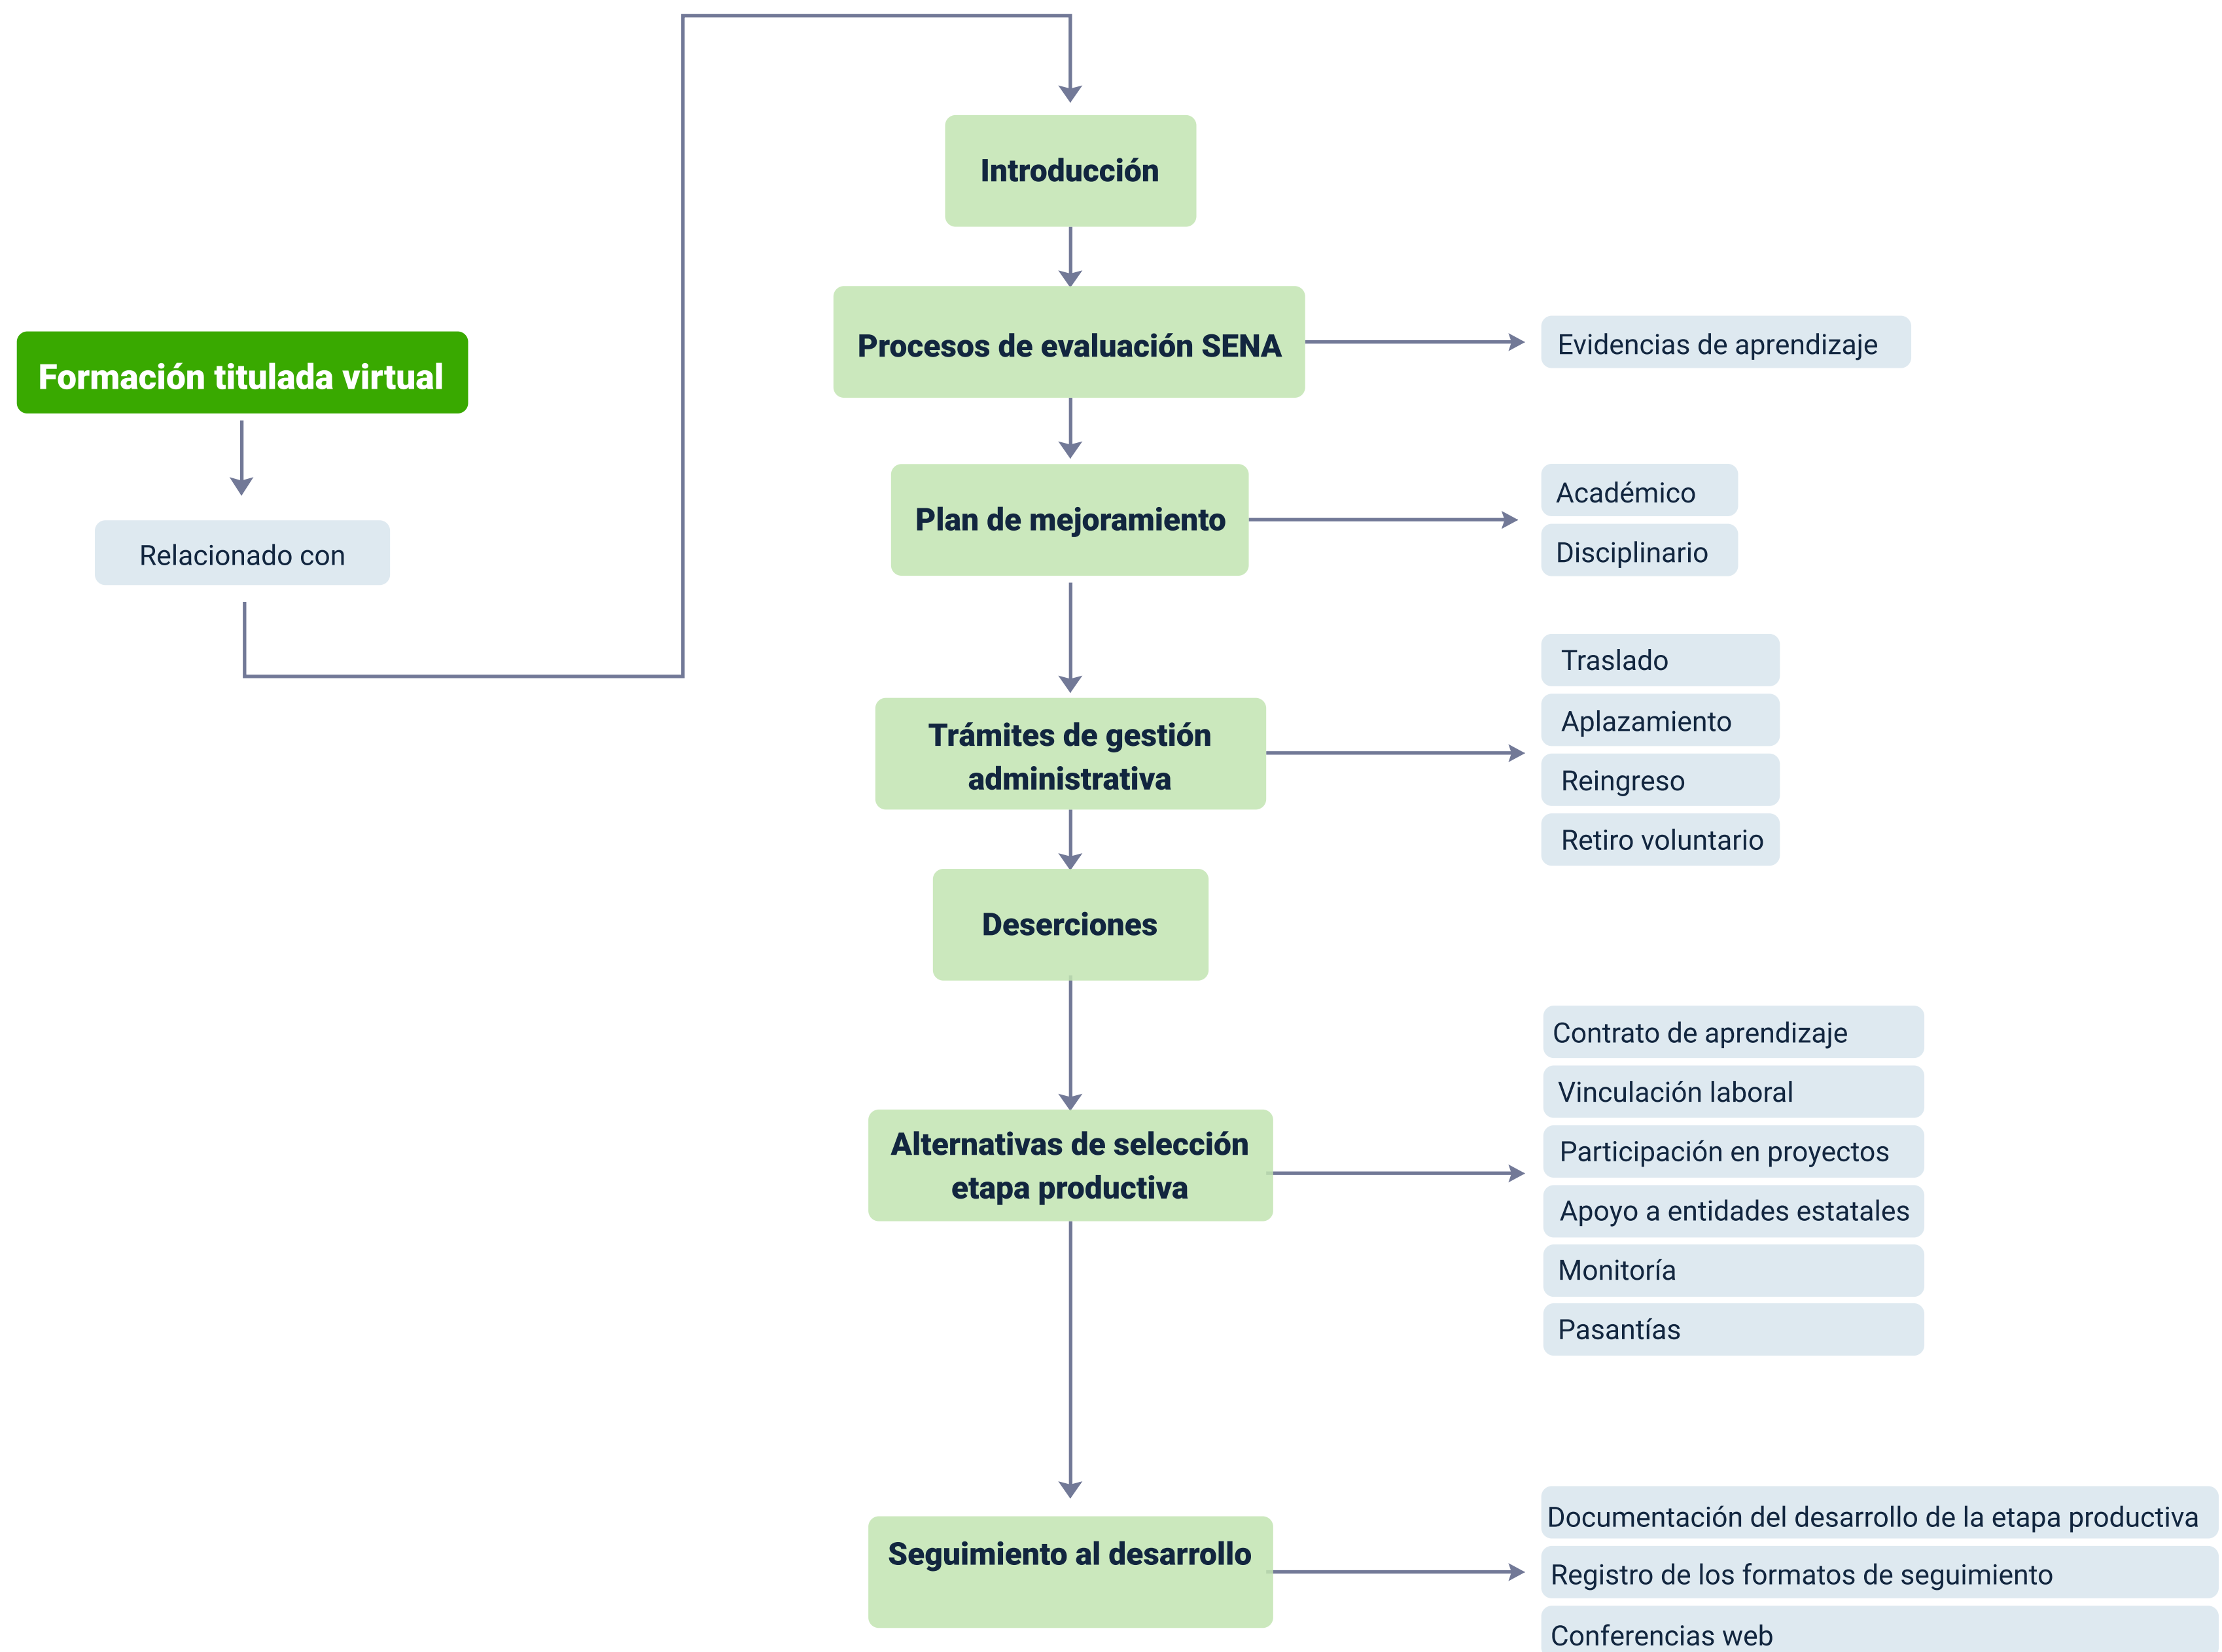 Formación titulada virtual
Relacionado con
Introducción
Procesos de evaluación SENA
Evidencias de aprendizaje
Plan de mejoramiento
Académico
Disciplinario
Trámites de gestión
administrativa
Traslado
Aplazamiento
Reingreso
Retiro voluntario
Deserciones
Alternativas de selección
etapa productiva
Contrato de aprendizaje
Vinculación laboral
Participación en proyectos
Apoyo a entidades estatales
Monitoría
Pasantías
Seguimiento al desarrollo
Documentación del desarrollo de la etapa productiva
Registro de los formatos de seguimiento
Conferencias web